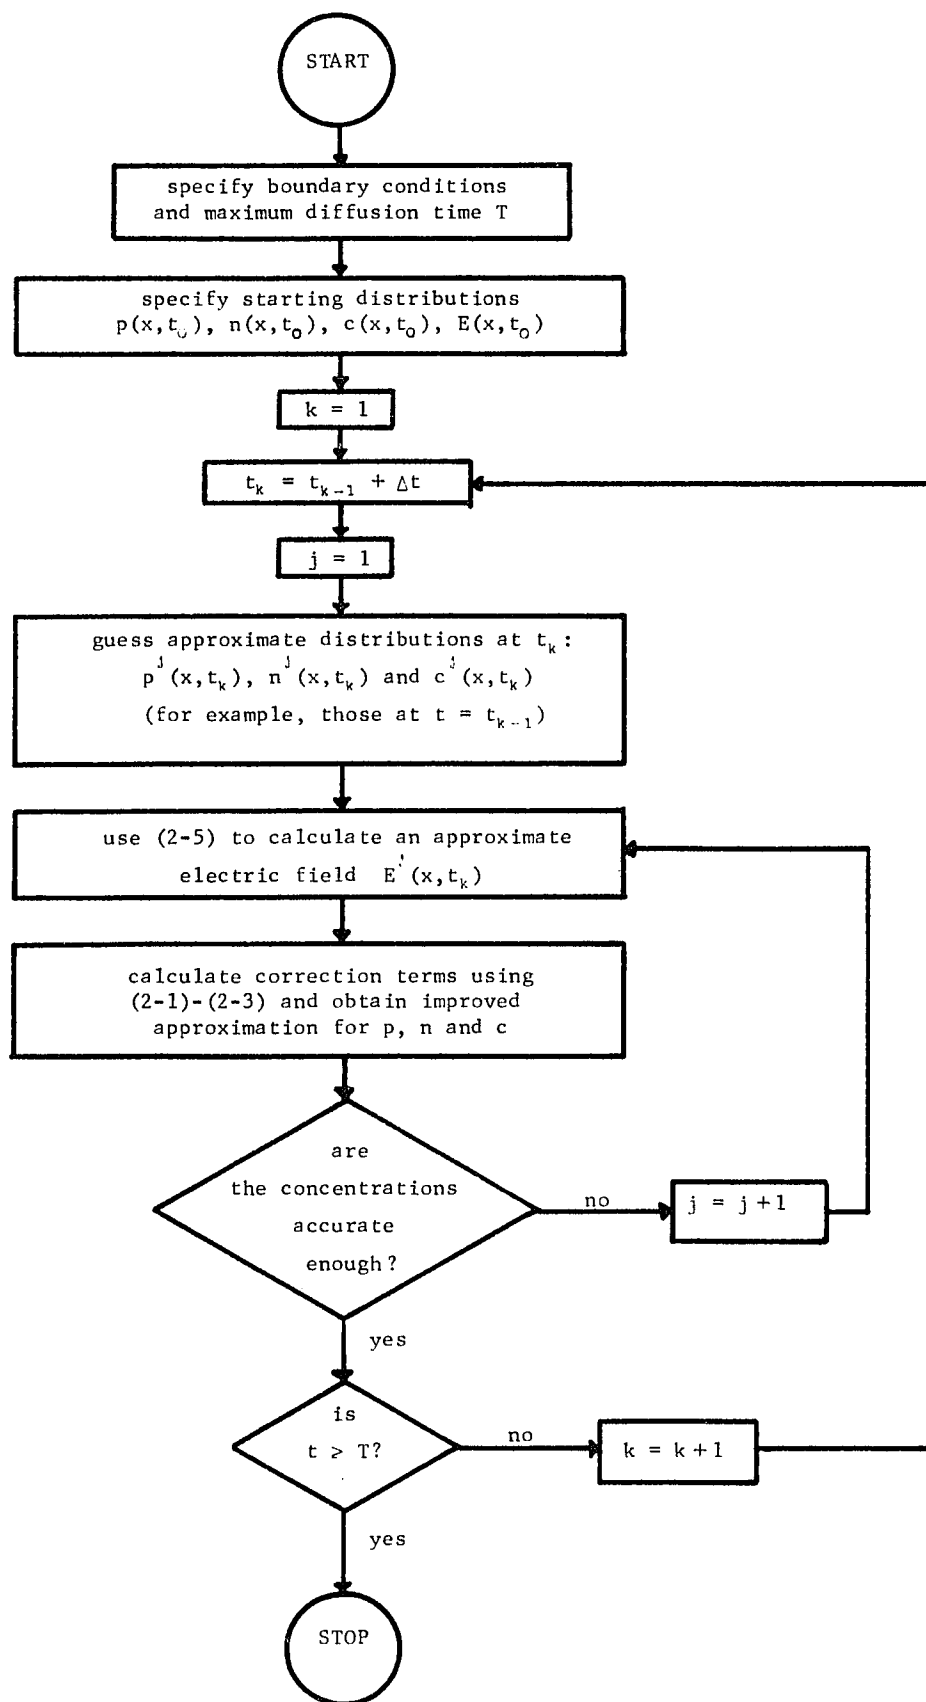 START
specify boundary conditions
and maximum diffusion time T
specify starting distributions
p(x,t₀), n(x,t₀), c(x,t₀), E(x,t₀)
k = 1
tₖ = tₖ₋₁ + Δt
j = 1
guess approximate distributions at tₖ:
pʲ(x,tₖ), nʲ(x,tₖ) and cʲ(x,tₖ)
(for example, those at t = tₖ₋₁)
use (2-5) to calculate an approximate
electric field Eʲ(x,tₖ)
calculate correction terms using
(2-1)-(2-3) and obtain improved
approximation for p, n and c
are
the concentrations
accurate
enough?
no
j = j+1
yes
is
t > T?
no
k = k+1
yes
STOP